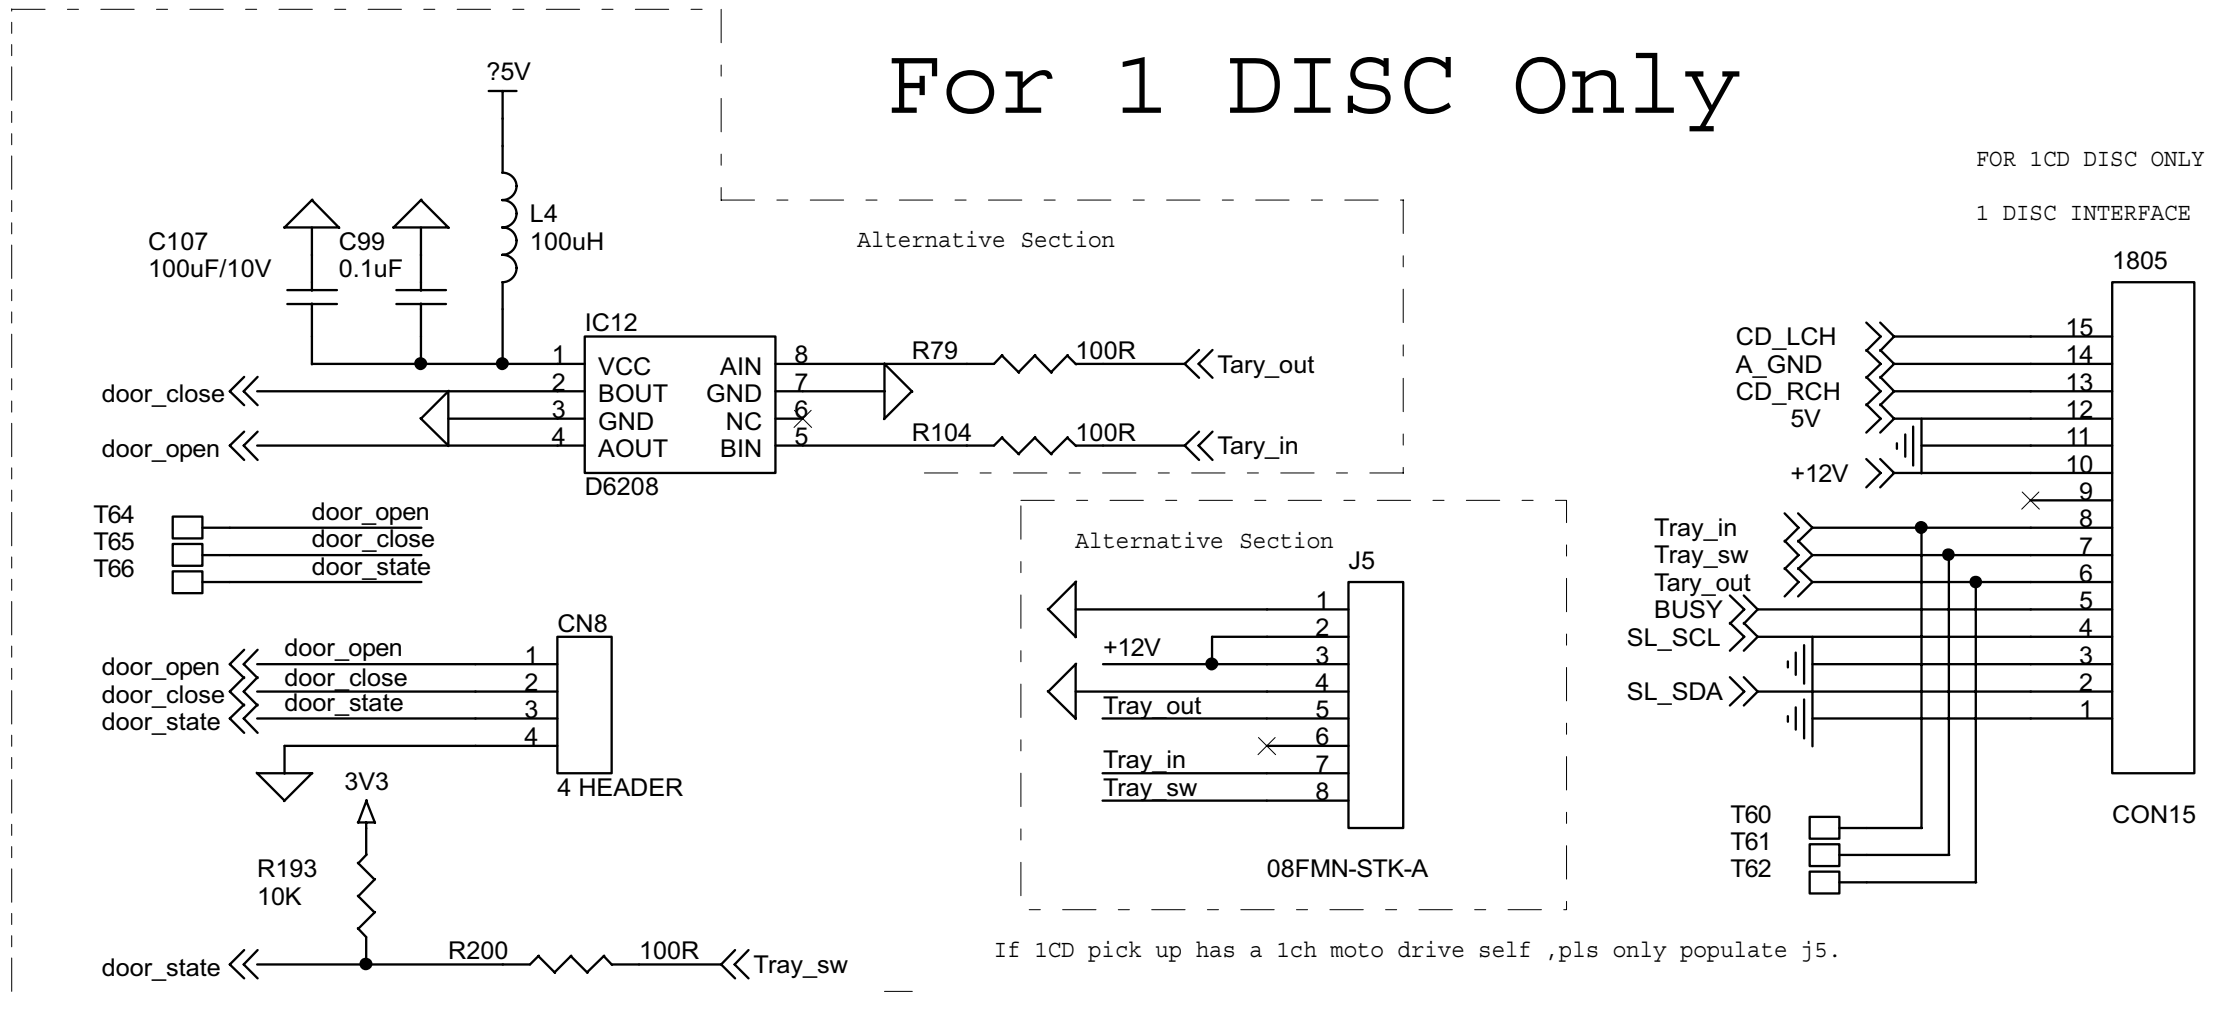 For 1 DISC Only
FOR 1CD DISC ONLY
1 DISC INTERFACE
?5V
L4
100uH
C107
100uF/10V
C99
0.1uF
Alternative Section
IC12
1 VCC AIN 8
2 BOUT GND 7
3 GND NC 6
4 AOUT BIN 5
D6208
door_close
door_open
R79 100R Tary_out
R104 100R Tary_in
T64 door_open
T65 door_close
T66 door_state
CN8
door_open door_open 1
door_close door_close 2
door_state door_state 3
4
4 HEADER
3V3
R193
10K
door_state R200 100R Tray_sw
Alternative Section
J5
1
2
+12V 3
4
Tray_out 5
6
Tray_in 7
Tray_sw 8
08FMN-STK-A
If 1CD pick up has a 1ch moto drive self ,pls only populate j5.
1805
CD_LCH 15
A_GND 14
CD_RCH 13
5V 12
11
+12V 10
9
Tray_in 8
Tray_sw 7
Tary_out 6
BUSY 5
SL_SCL 4
3
SL_SDA 2
1
T60
T61
T62
CON15